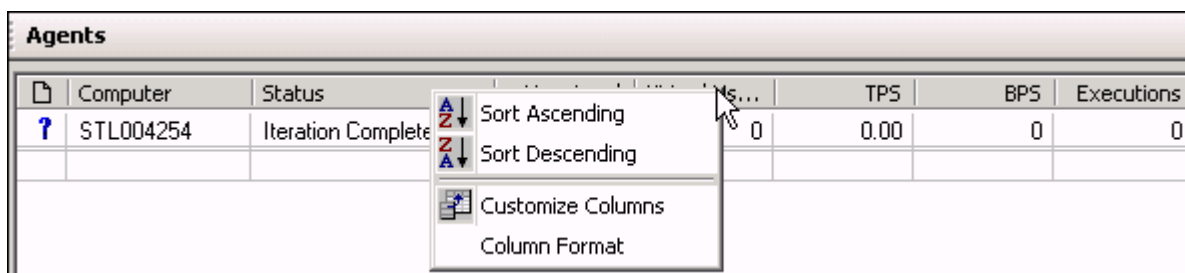 Agents
Computer Status TPS BPS Executions
STL004254 Iteration Complete 0 0.00 0 0
Sort Ascending
Sort Descending
Customize Columns
Column Format